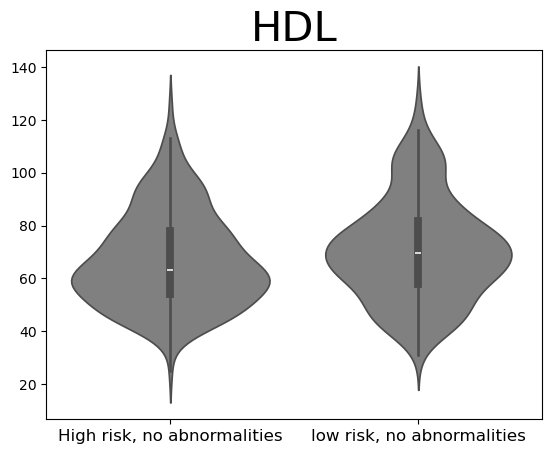 HDL
140
120
100
80
60
40
20
High risk, no abnormalities
low risk, no abnormalities